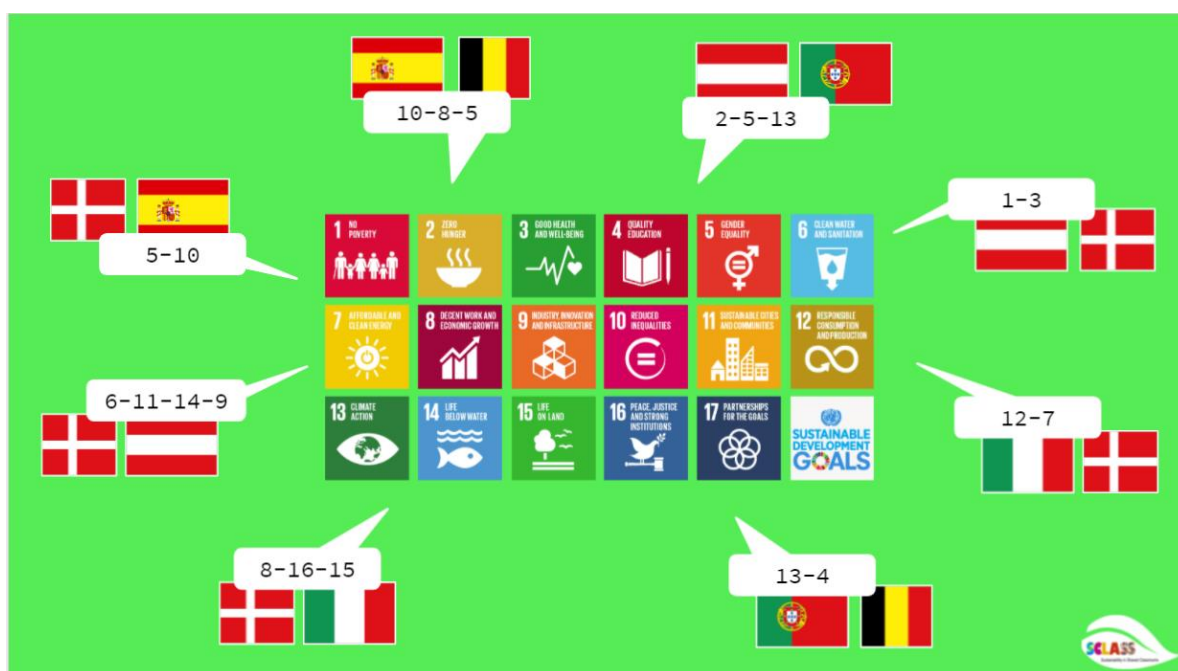 10-8-5
2-5-13
5-10
1-3
1 NO
POVERTY
2 ZERO
HUNGER
3 GOOD HEALTH
AND WELL-BEING
4 QUALITY
EDUCATION
5 GENDER
EQUALITY
6 CLEAN WATER
AND SANITATION
7 AFFORDABLE AND
CLEAN ENERGY
8 DECENT WORK AND
ECONOMIC GROWTH
9 INDUSTRY, INNOVATION
AND INFRASTRUCTURE
10 REDUCED
INEQUALITIES
11 SUSTAINABLE CITIES
AND COMMUNITIES
12 RESPONSIBLE
CONSUMPTION
AND PRODUCTION
6-11-14-9
12-7
13 CLIMATE
ACTION
14 LIFE
BELOW WATER
15 LIFE
ON LAND
16 PEACE, JUSTICE
AND STRONG
INSTITUTIONS
17 PARTNERSHIPS
FOR THE GOALS
SUSTAINABLE
DEVELOPMENT
GOALS
8-16-15
13-4
SCLASS